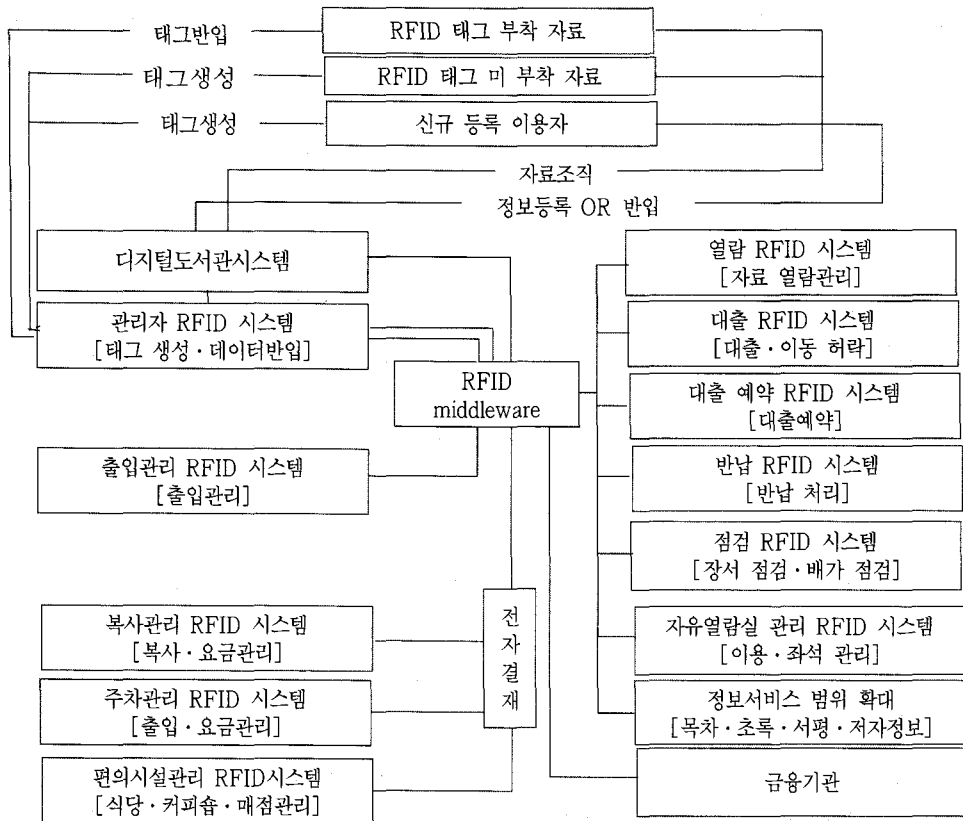 태그반입
RFID 태그 부착 자료
태그생성
RFID 태그 미 부착 자료
태그생성
신규 등록 이용자
자료조직
정보등록 OR 반입
디지털도서관시스템
관리자 RFID 시스템
[태그 생성·데이터반입]
RFID
middleware
출입관리 RFID 시스템
[출입관리]
전
자
결
재
복사관리 RFID 시스템
[복사·요금관리]
주차관리 RFID 시스템
[출입·요금관리]
편의시설관리 RFID시스템
[식당·커피숍·매점관리]
열람 RFID 시스템
[자료 열람관리]
대출 RFID 시스템
[대출·이동 허락]
대출 예약 RFID 시스템
[대출예약]
반납 RFID 시스템
[반납 처리]
점검 RFID 시스템
[장서 점검·배가 점검]
자유열람실 관리 RFID 시스템
[이용·좌석 관리]
정보서비스 범위 확대
[목차·초록·서평·저자정보]
금융기관